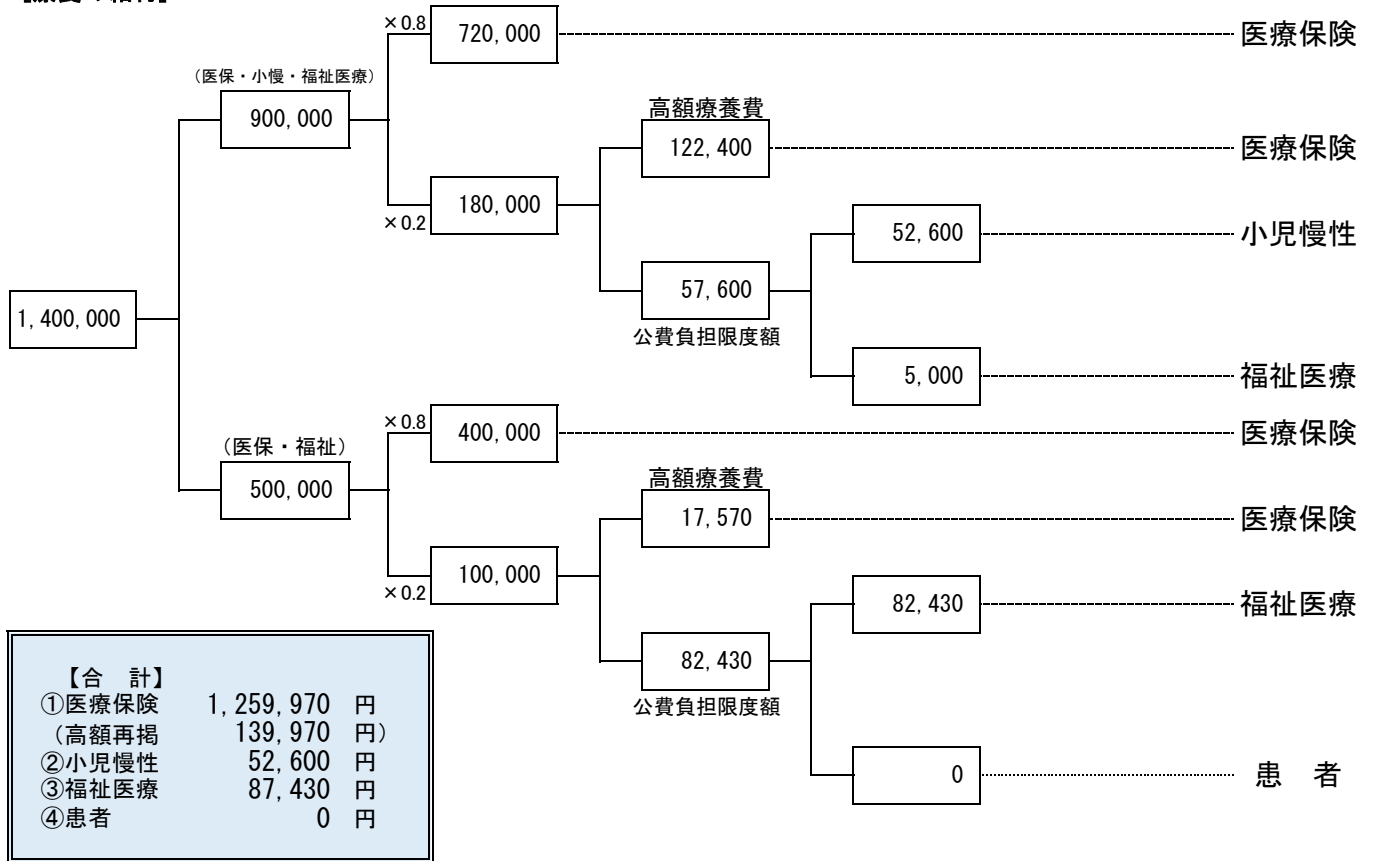 ×0.8 720,000 医療保険
(医保・小慢・福祉医療)
900,000
高額療養費
122,400 医療保険
×0.2 180,000
52,600 小児慢性
57,600
公費負担限度額
1,400,000
5,000 福祉医療
×0.8 400,000 医療保険
(医保・福祉)
500,000
高額療養費
17,570 医療保険
×0.2 100,000
82,430 福祉医療
82,430
公費負担限度額
0 患 者
【合 計】
①医療保険 1,259,970 円
(高額再掲 139,970 円)
②小児慢性 52,600 円
③福祉医療 87,430 円
④患者 0 円